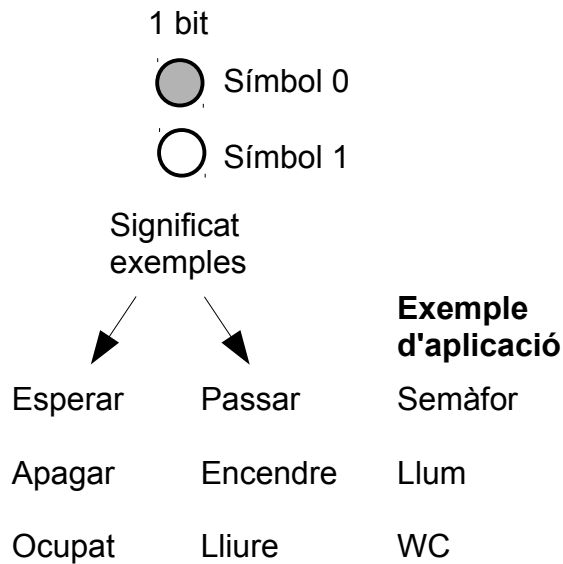 1 bit
Símbol 0
Símbol 1
Significat
exemples
Exemple
d'aplicació
Esperar Passar Semàfor
Apagar Encendre Llum
Ocupat Lliure WC